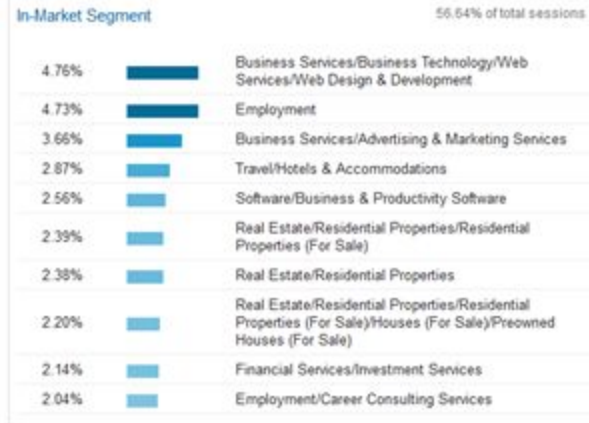 In-Market Segment
56.64% of total sessions
4.76%
Business Services/Business Technology/Web
Services/Web Design & Development
4.73%
Employment
3.66%
Business Services/Advertising & Marketing Services
2.87%
Travel/Hotels & Accommodations
2.56%
Software/Business & Productivity Software
2.39%
Real Estate/Residential Properties/Residential
Properties (For Sale)
2.38%
Real Estate/Residential Properties
2.20%
Real Estate/Residential Properties/Residential
Properties (For Sale)/Houses (For Sale)/Preowned
Houses (For Sale)
2.14%
Financial Services/Investment Services
2.04%
Employment/Career Consulting Services